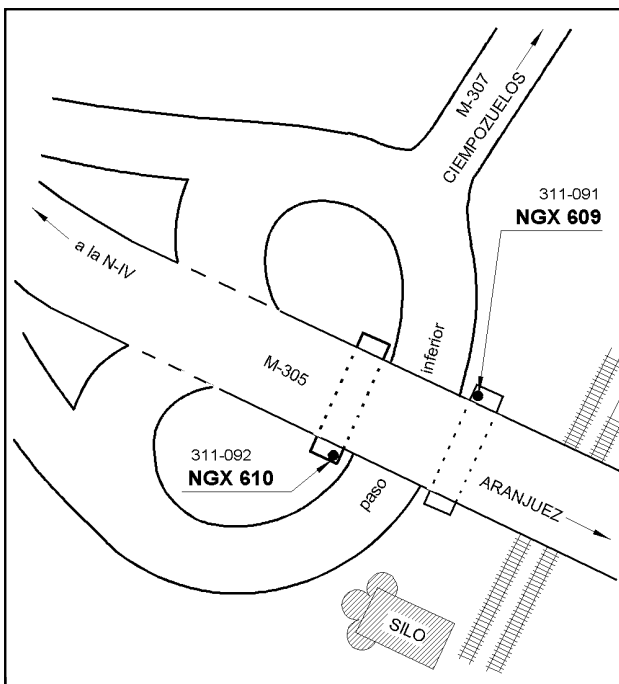 M-307
CIEMPOZUELOS
311-091
NGX 609
a la N-IV
inferior
M-305
311-092
NGX 610
paso
ARANJUEZ
SILO